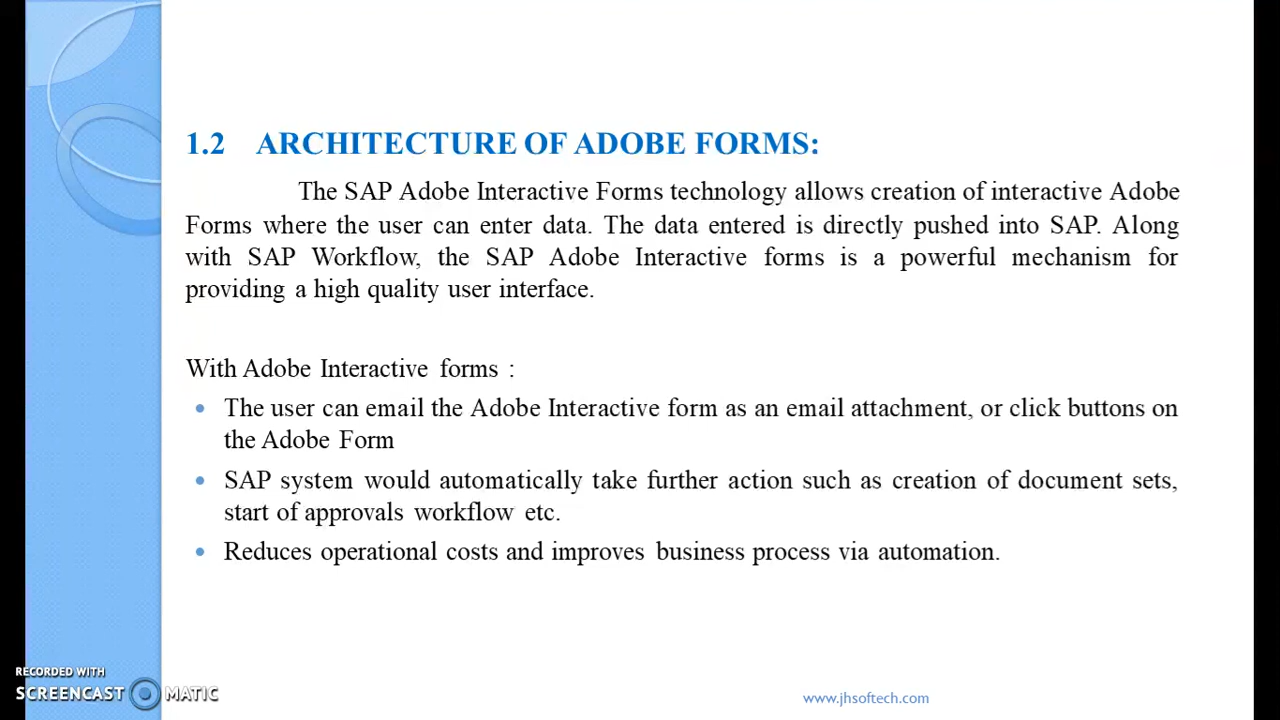 1.2 ARCHITECTURE OF ADOBE FORMS:
The SAP Adobe Interactive Forms technology allows creation of interactive Adobe
Forms where the user can enter data. The data entered is directly pushed into SAP. Along
with SAP Workflow, the SAP Adobe Interactive forms is a powerful mechanism for
providing a high quality user interface.
With Adobe Interactive forms :
• The user can email the Adobe Interactive form as an email attachment, or click buttons on
the Adobe Form
• SAP system would automatically take further action such as creation of document sets,
start of approvals workflow etc.
• Reduces operational costs and improves business process via automation.
RECORDED WITH
SCREENCAST MATIC
www.jhsoftech.com